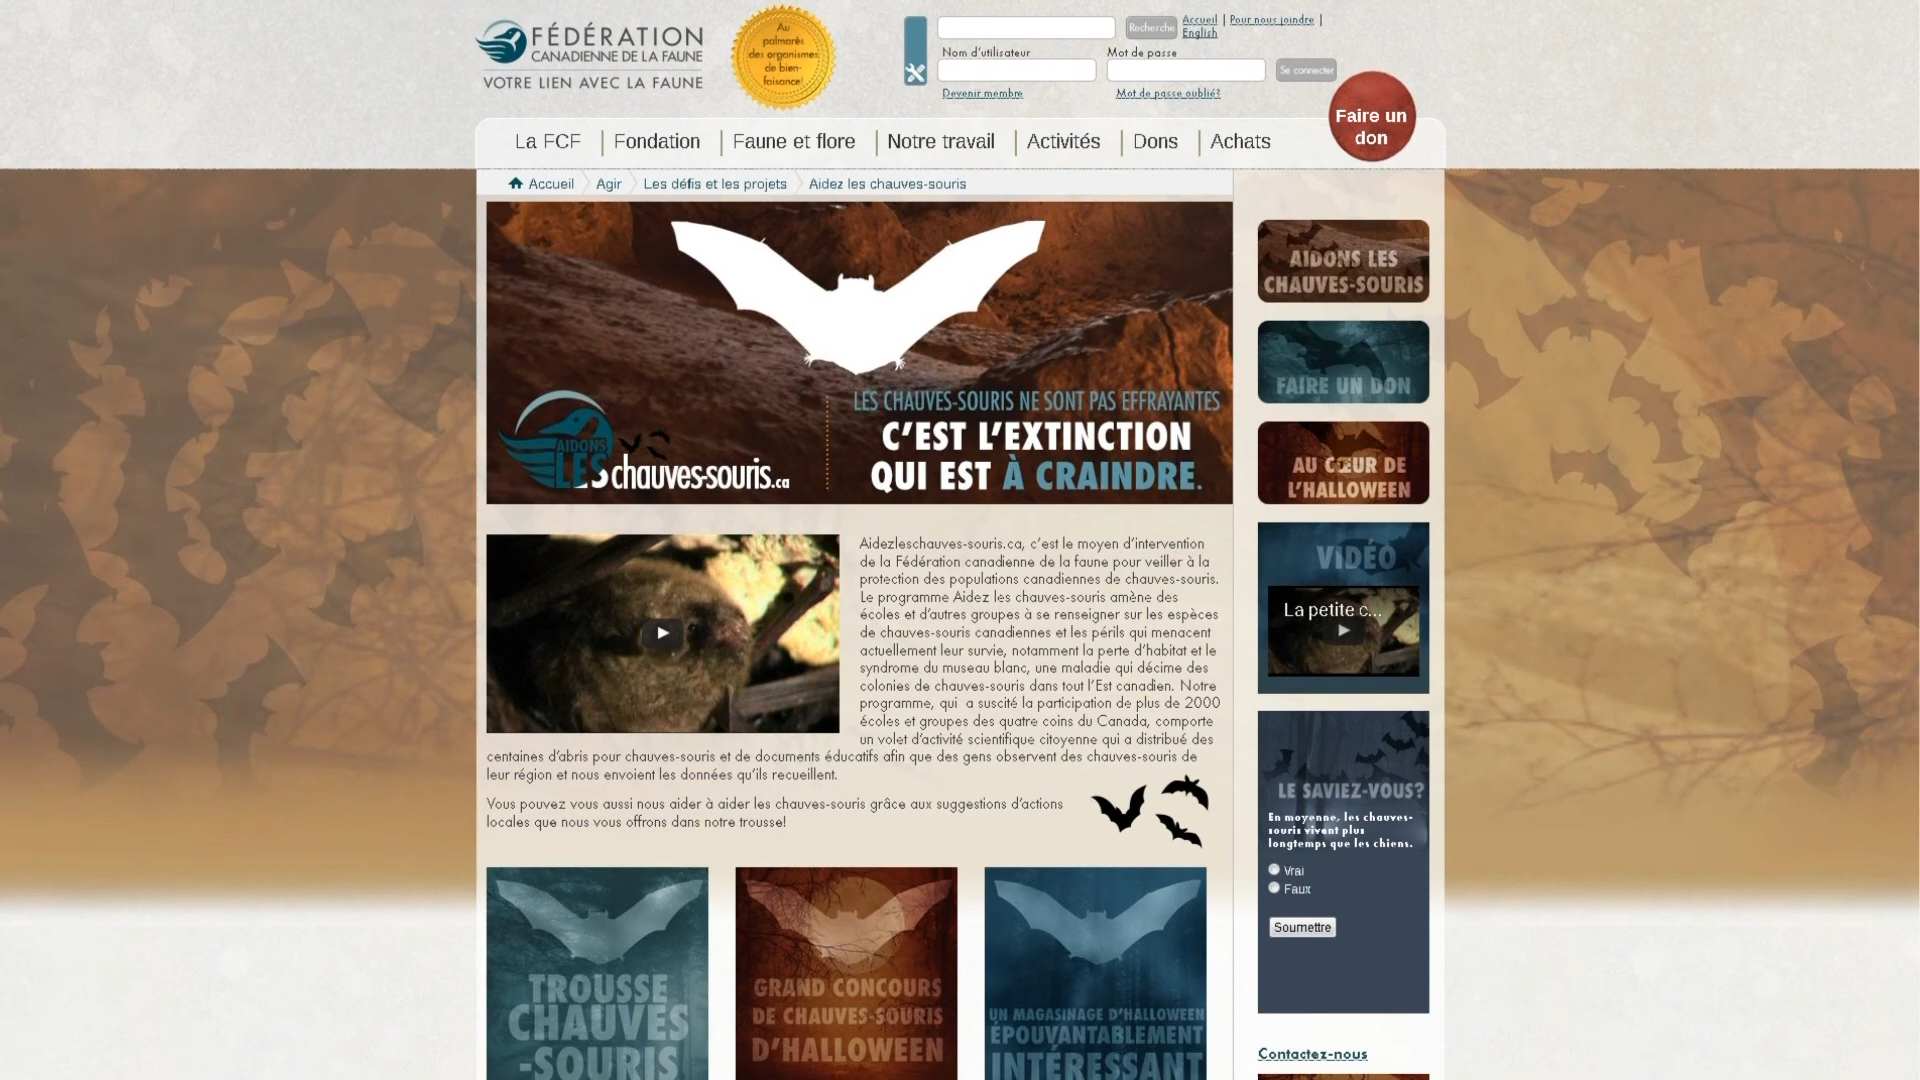 FÉDÉRATION
CANADIENNE DE LA FAUNE
VOTRE LIEN AVEC LA FAUNE
Au
palmarès
des organismes
de bien-
faisance!
Recherche
Accueil | Pour nous joindre |
English
Nom d'utilisateur Mot de passe
Se connecter
Devenir membre Mot de passe oublié?
Faire un
don
La FCF Fondation Faune et flore Notre travail Activités Dons Achats
Accueil Agir Les défis et les projets Aidez les chauves-souris
LES CHAUVES-SOURIS NE SONT PAS EFFRAYANTES
C'EST L'EXTINCTION
QUI EST À CRAINDRE.
AIDONS
LES chauves-souris.ca
Aidezleschauves-souris.ca, c'est le moyen d'intervention
de la Fédération canadienne de la faune pour veiller à la
protection des populations canadiennes de chauves-souris.
Le programme Aidez les chauves-souris amène des
écoles et d'autres groupes à se renseigner sur les espèces
de chauves-souris canadiennes et les périls qui menacent
actuellement leur survie, notamment la perte d'habitat et le
syndrome du museau blanc, une maladie qui décime des
colonies de chauves-souris dans tout l'Est canadien. Notre
programme, qui a suscité la participation de plus de 2000
écoles et groupes des quatre coins du Canada, comporte
un volet d'activité scientifique citoyenne qui a distribué des
centaines d'abris pour chauves-souris et de documents éducatifs afin que des gens observent des chauves-souris de
leur région et nous envoient les données qu'ils recueillent.
Vous pouvez vous aussi nous aider à aider les chauves-souris grâce aux suggestions d'actions
locales que nous vous offrons dans notre trousse!
TROUSSE
CHAUVES
-SOURIS
GRAND CONCOURS
DE CHAUVES-SOURIS
D'HALLOWEEN
UN MAGASINAGE D'HALLOWEEN
ÉPOUVANTABLEMENT
INTÉRESSANT
AIDONS LES
CHAUVES-SOURIS
FAIRE UN DON
AU CŒUR DE
L'HALLOWEEN
VIDÉO
La petite c...
LE SAVIEZ-VOUS?
En moyenne, les chauves-
souris vivent plus
longtemps que les chiens.
Vrai
Faux
Soumettre
Contactez-nous